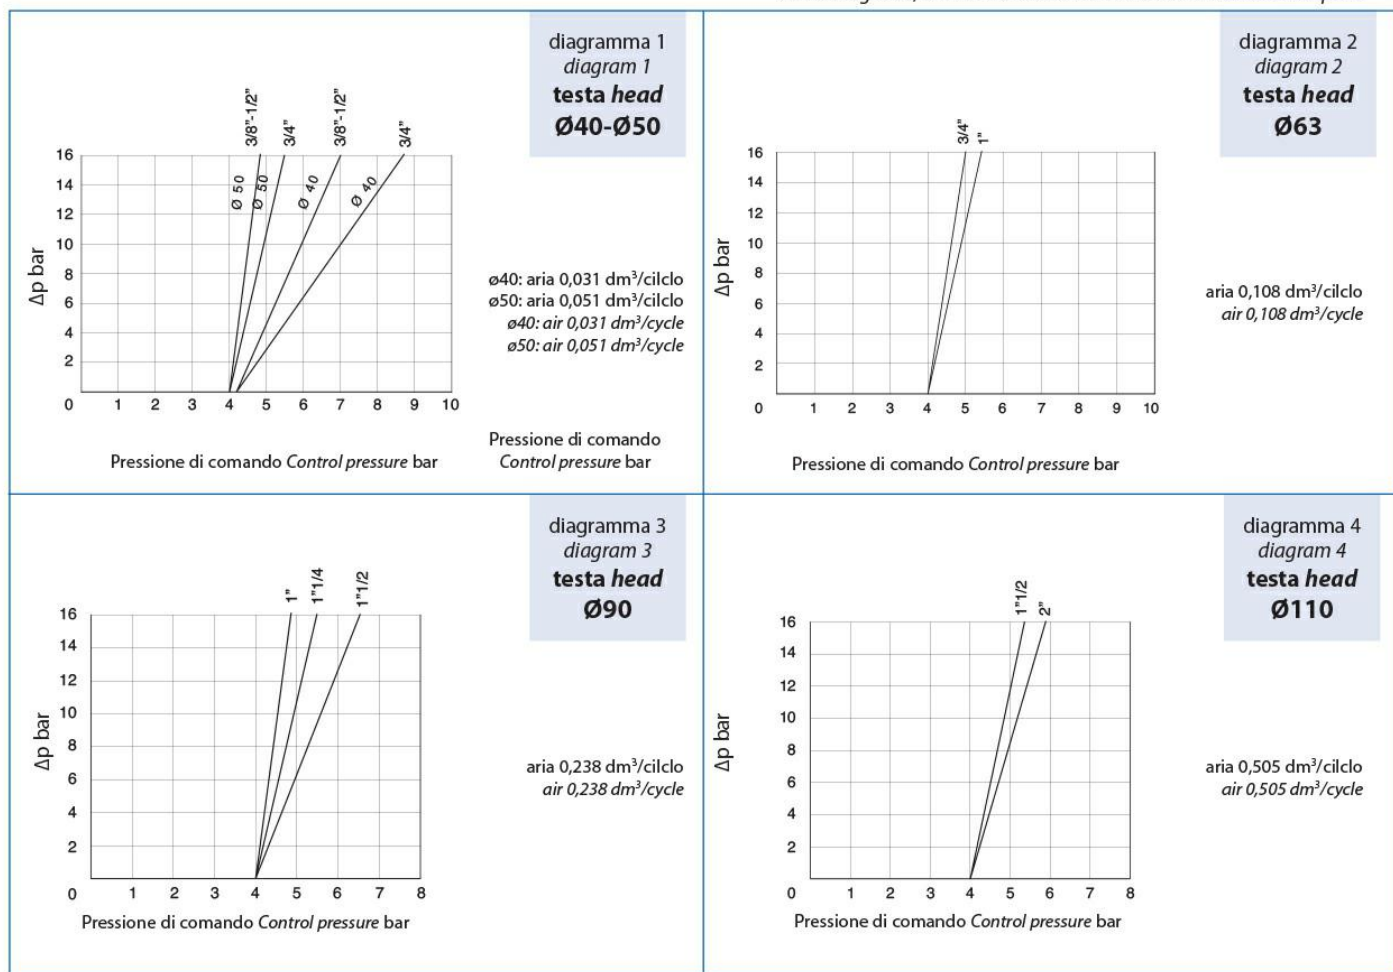 diagramma 1
diagram 1
testa head
Ø40-Ø50
3/8"-1/2"
3/4"
3/8"-1/2"
3/4"
Ø 50
Ø 50
Ø 40
Ø 40
16
14
12
10
8
6
4
2
Δp bar
0 1 2 3 4 5 6 7 8 9 10
ø40: aria 0,031 dm³/cilclo
ø50: aria 0,051 dm³/cilclo
ø40: air 0,031 dm³/cycle
ø50: air 0,051 dm³/cycle
Pressione di comando Control pressure bar
Pressione di comando
Control pressure bar
diagramma 2
diagram 2
testa head
Ø63
3/4"
1"
16
14
12
10
8
6
4
2
Δp bar
0 1 2 3 4 5 6 7 8 9 10
aria 0,108 dm³/cilclo
air 0,108 dm³/cycle
Pressione di comando Control pressure bar
diagramma 3
diagram 3
testa head
Ø90
1"
1"1/4
1"1/2
16
14
12
10
8
6
4
2
Δp bar
0 1 2 3 4 5 6 7 8
aria 0,238 dm³/cilclo
air 0,238 dm³/cycle
Pressione di comando Control pressure bar
diagramma 4
diagram 4
testa head
Ø110
1"1/2
2"
16
14
12
10
8
6
4
2
Δp bar
0 1 2 3 4 5 6 7 8
aria 0,505 dm³/cilclo
air 0,505 dm³/cycle
Pressione di comando Control pressure bar